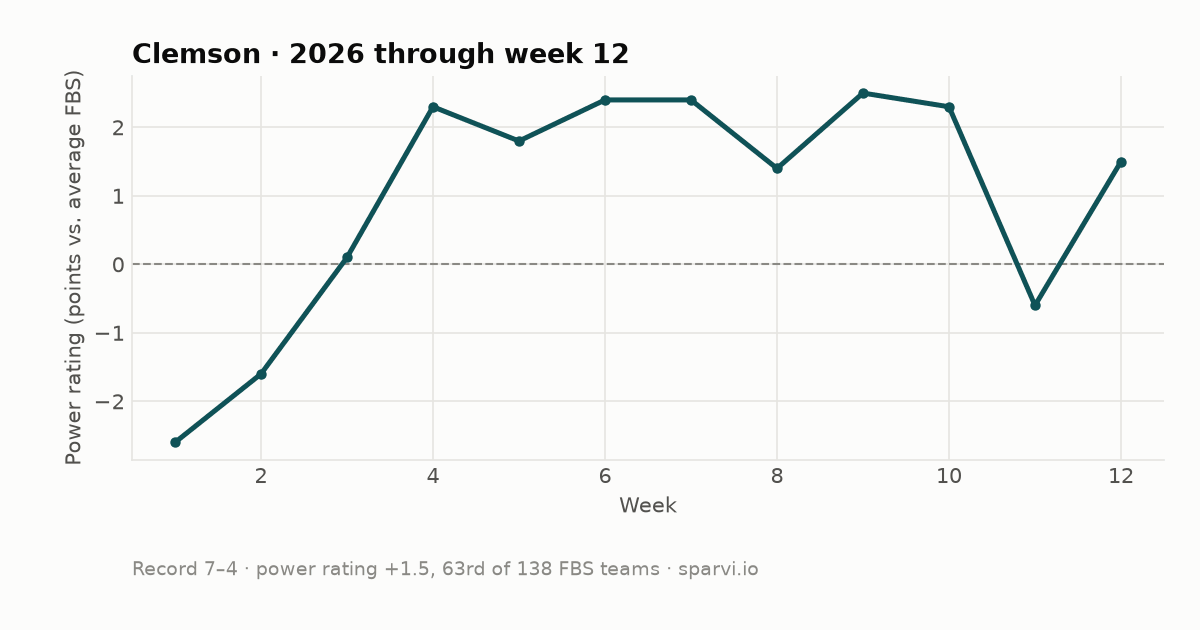 Clemson · 2026 through week 12
Power rating (points vs. average FBS)
2
1
0
−1
−2
2 4 6 8 10 12
Week
Record 7–4 · power rating +1.5, 63rd of 138 FBS teams · sparvi.io